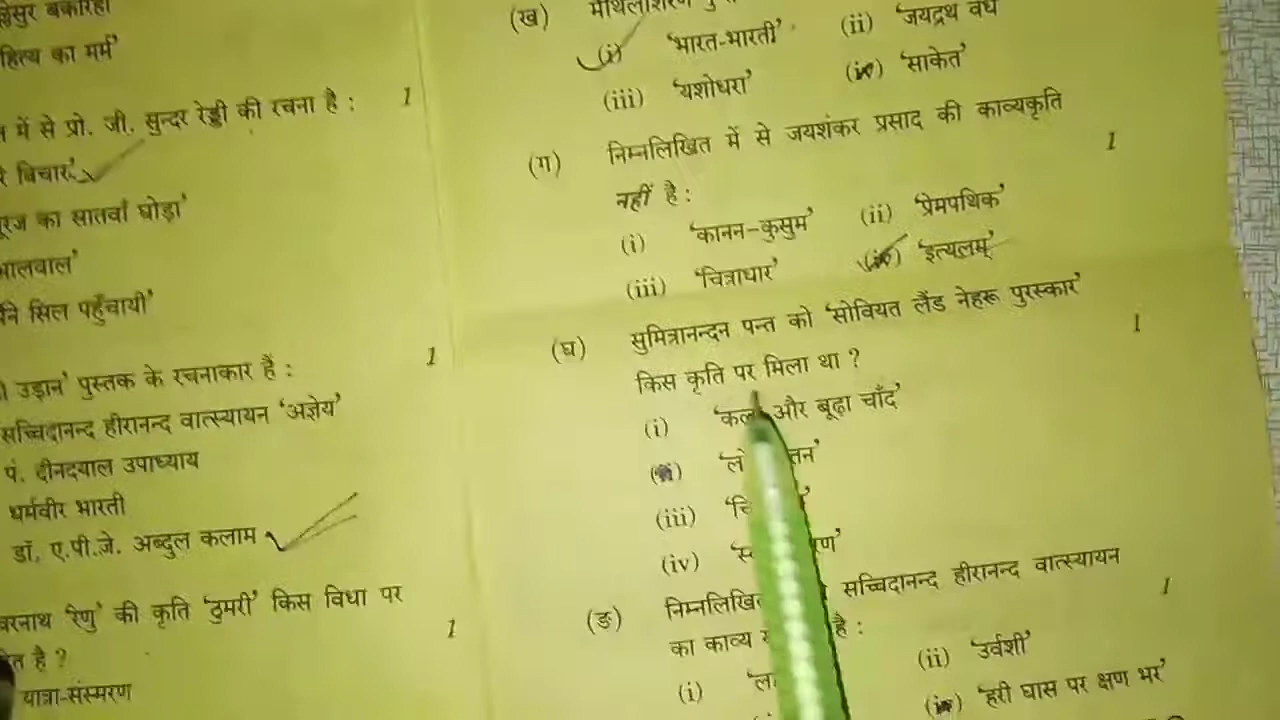 हित्य का मर्म'
में से प्रो. जी. सुन्दर रेड्डी की रचना है : 1
विचार'
का सातवाँ घोड़ा'
आलवाल'
सिल पहुँचायी'
उड़ान' पुस्तक के रचनाकार हैं : 1
सच्चिदानन्द हीरानन्द वात्स्यायन 'अज्ञेय'
पं. दीनदयाल उपाध्याय
धर्मवीर भारती
डॉ. ए.पी.जे. अब्दुल कलाम
'रेणु' की कृति 'ठुमरी' किस विधा पर 1
है ?
यात्रा-संस्मरण
(ख)
(i) 'भारत-भारती' (ii) 'जयद्रथ वध
(iii) 'यशोधरा' (iv) 'साकेत'
(ग) निम्नलिखित में से जयशंकर प्रसाद की काव्यकृति 1
नहीं है :
(i) 'कानन-कुसुम' (ii) 'प्रेमपथिक'
(iii) 'चित्राधार' (iv) 'इत्यलम्'
(घ) सुमित्रानन्दन पन्त को 'सोवियत लैंड नेहरू पुरस्कार' 1
किस कृति पर मिला था ?
(i) और बूढ़ा चाँद'
(ii)
(iii)
(iv)
(ङ) सच्चिदानन्द हीरानन्द वात्स्यायन 1
का काव्य है :
(i) (ii) 'उर्वशी'
(iv) 'हरी घास पर क्षण भर'